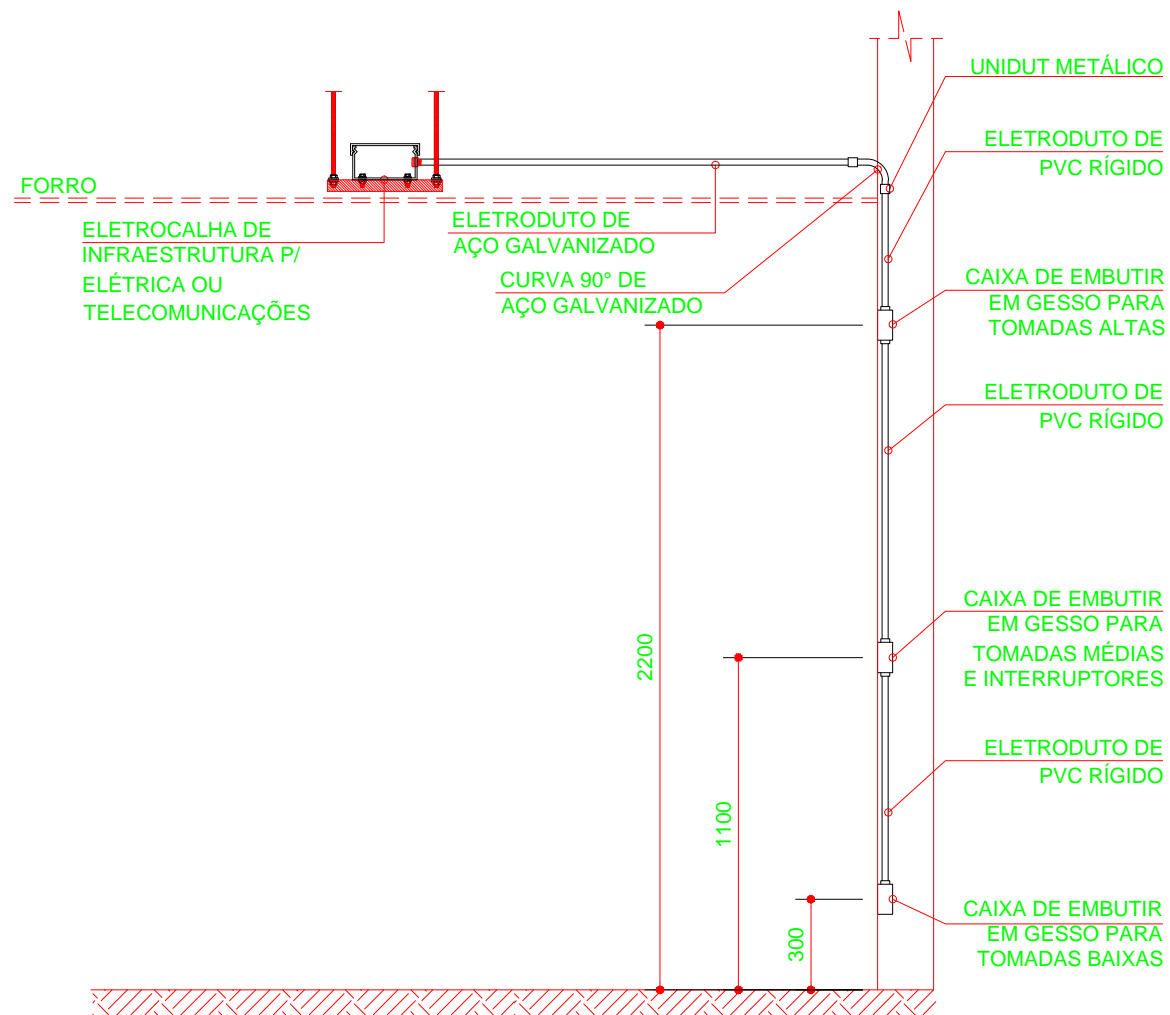 UNIDUT METÁLICO
ELETRODUTO DE
PVC RÍGIDO
FORRO
ELETROCALHA DE
INFRAESTRUTURA P/
ELÉTRICA OU
TELECOMUNICAÇÕES
ELETRODUTO DE
AÇO GALVANIZADO
CURVA 90° DE
AÇO GALVANIZADO
CAIXA DE EMBUTIR
EM GESSO PARA
TOMADAS ALTAS
ELETRODUTO DE
PVC RÍGIDO
CAIXA DE EMBUTIR
EM GESSO PARA
TOMADAS MÉDIAS
E INTERRUPTORES
2200
ELETRODUTO DE
PVC RÍGIDO
1100
CAIXA DE EMBUTIR
EM GESSO PARA
TOMADAS BAIXAS
300